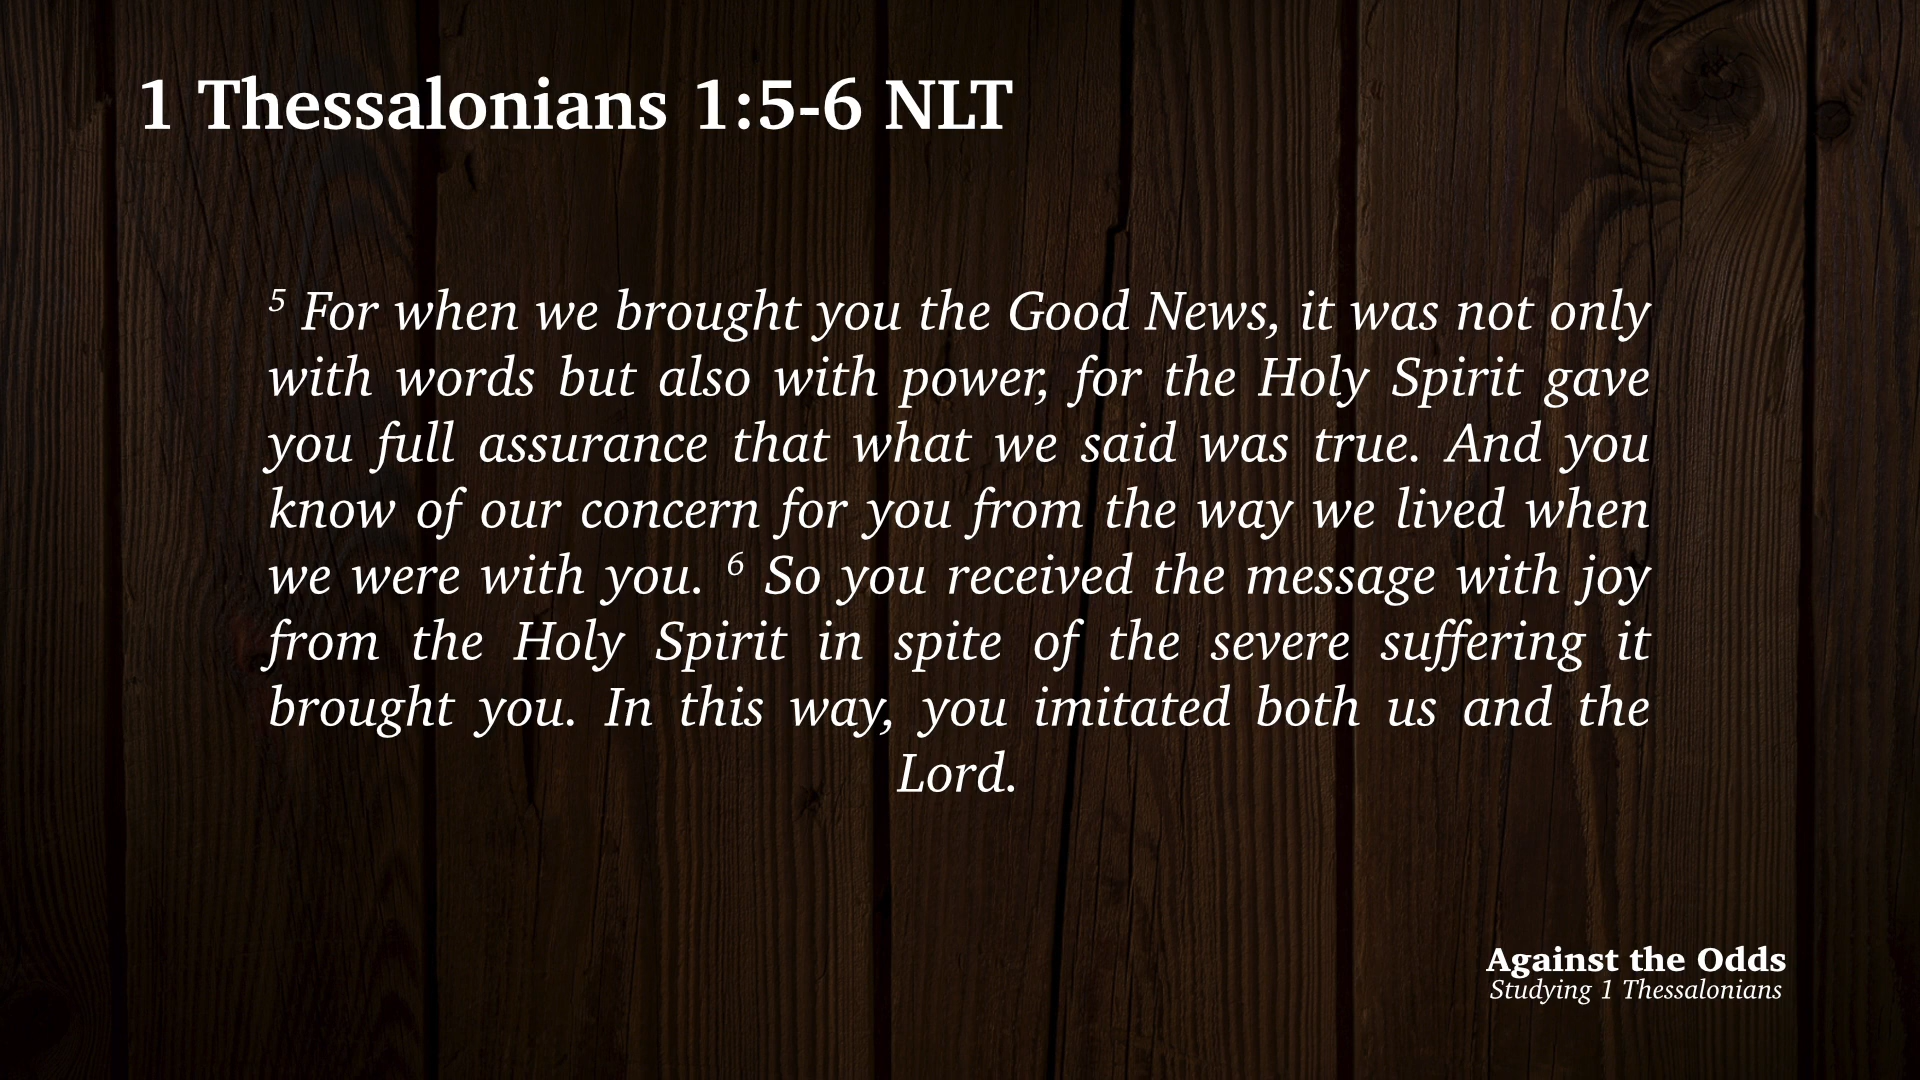 1 Thessalonians 1:5-6 NLT
5 For when we brought you the Good News, it was not only
with words but also with power, for the Holy Spirit gave
you full assurance that what we said was true. And you
know of our concern for you from the way we lived when
we were with you. 6 So you received the message with joy
from the Holy Spirit in spite of the severe suffering it
brought you. In this way, you imitated both us and the
Lord.
Against the Odds
Studying 1 Thessalonians